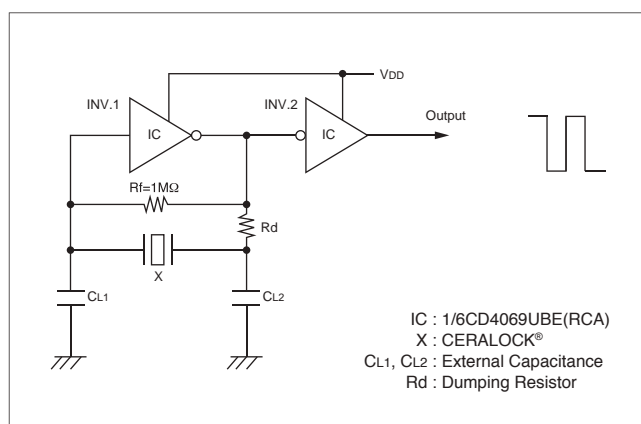 VDD
INV.1
INV.2
IC
IC
Output
Rf=1MΩ
Rd
X
CL1
CL2
IC : 1/6CD4069UBE(RCA)
X : CERALOCK®
CL1, CL2 : External Capacitance
Rd : Dumping Resistor